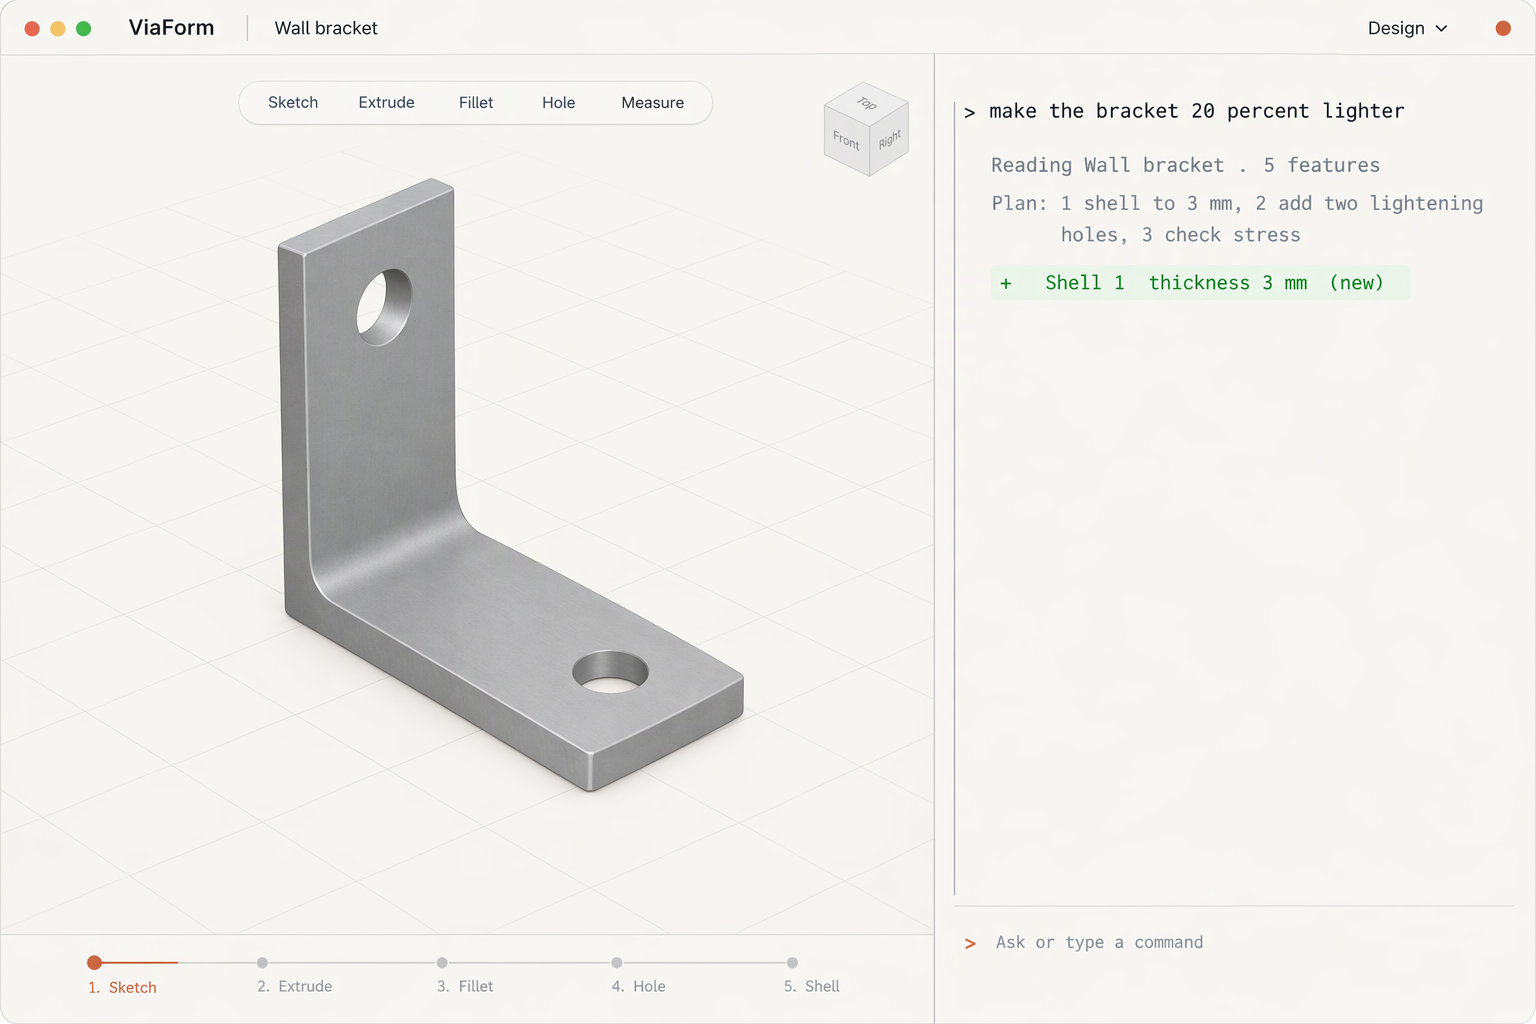 ViaForm
Wall bracket
Design
Sketch Extrude Fillet Hole Measure
Top
Front
Right
> make the bracket 20 percent lighter
Reading Wall bracket . 5 features
Plan: 1 shell to 3 mm, 2 add two lightening
holes, 3 check stress
+ Shell 1 thickness 3 mm (new)
> Ask or type a command
1. Sketch
2. Extrude
3. Fillet
4. Hole
5. Shell